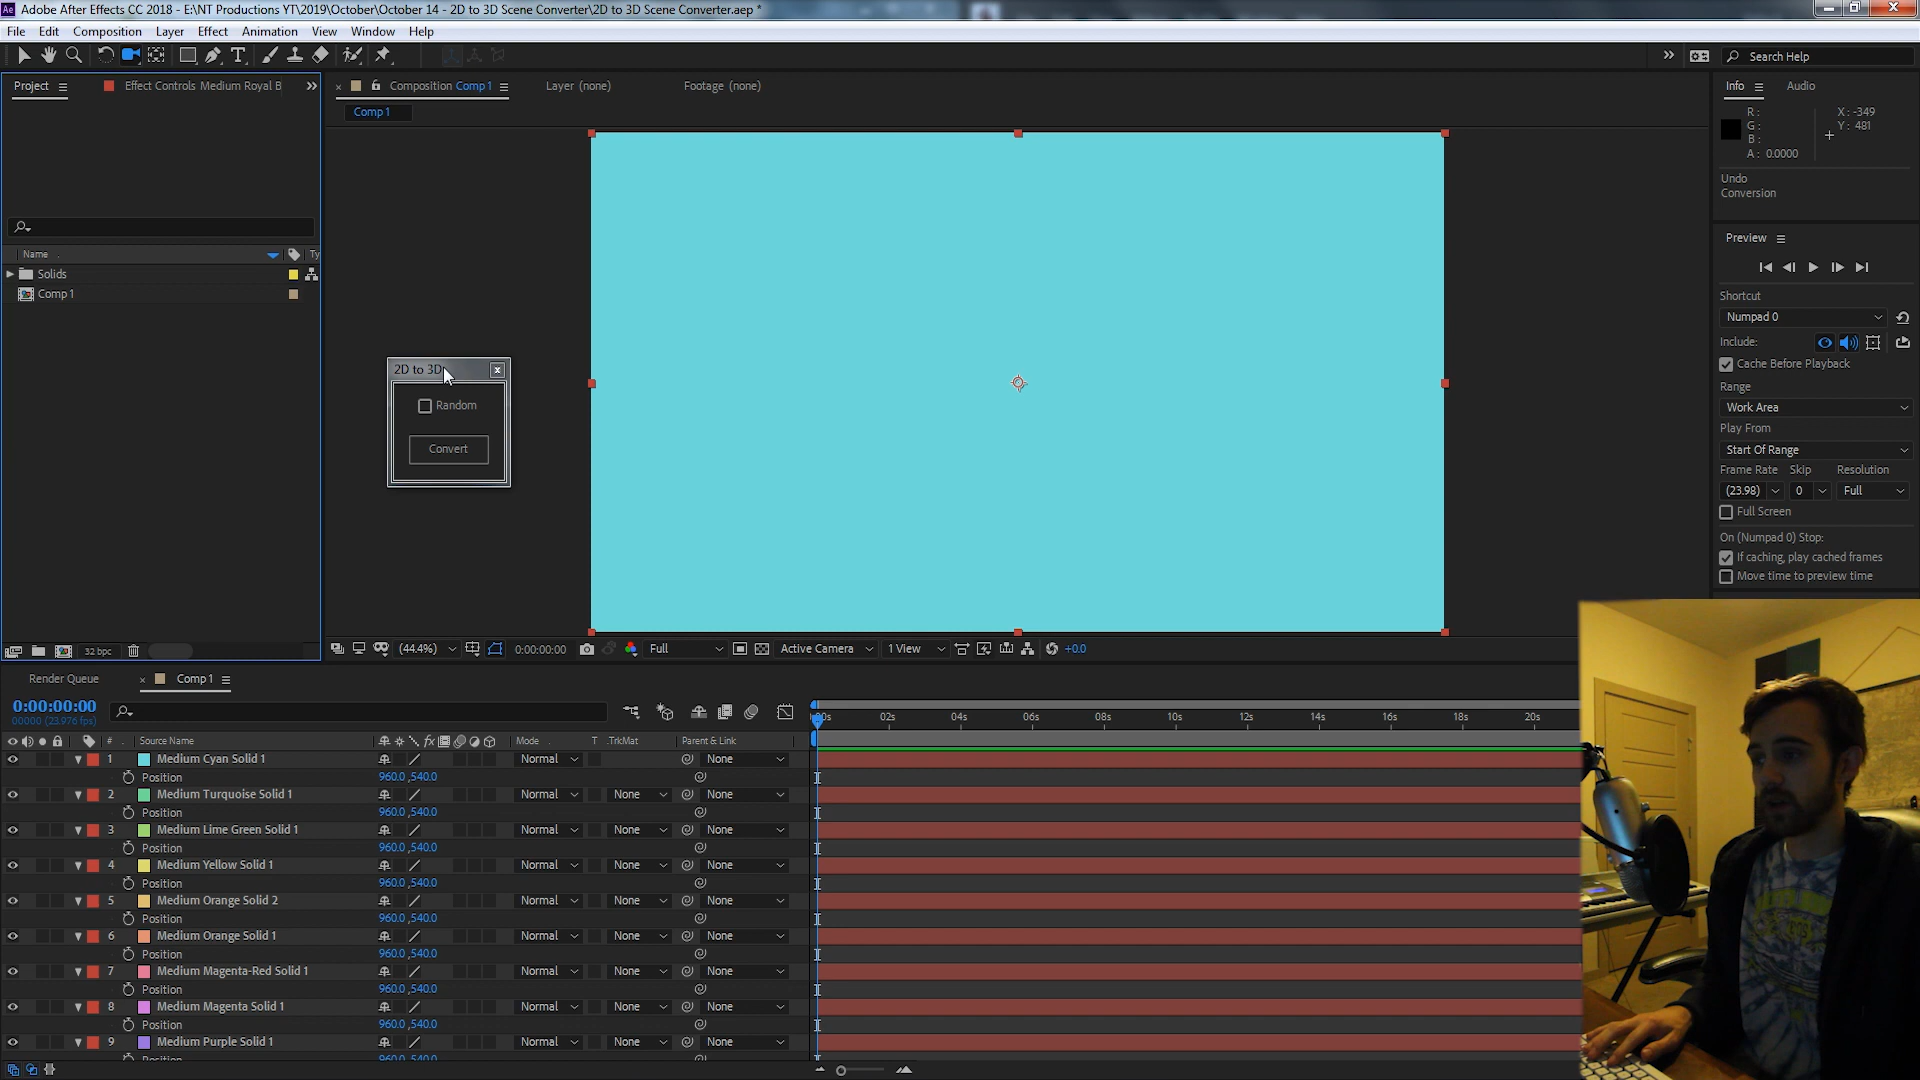 Adobe After Effects CC 2018 - E:\NT Productions YT\2019\October\October 14 - 2D to 3D Scene Converter\2D to 3D Scene Converter.aep *
File Edit Composition Layer Effect Animation View Window Help
Search Help
Project Effect Controls Medium Royal B
Composition Comp 1 Layer (none) Footage (none)
Comp 1
Info Audio
R:
G:
B:
A: 0.0000
X: -349
Y: 481
Undo
Conversion
Name Ty
Solids
Comp 1
2D to 3D
Random
Convert
Preview
Shortcut
Numpad 0
Include:
Cache Before Playback
Range
Work Area
Play From
Start Of Range
Frame Rate Skip Resolution
(23.98) 0 Full
Full Screen
On (Numpad 0) Stop:
If caching, play cached frames
Move time to preview time
32 bpc
(44.4%) 0:00:00:00 Full Active Camera 1 View +0.0
Render Queue Comp 1
0:00:00:00
00000 (23.976 fps)
00s 02s 04s 06s 08s 10s 12s 14s 16s 18s 20s
# Source Name fx Mode T .TrkMat Parent & Link
1 Medium Cyan Solid 1 Normal None
Position 960.0,540.0
2 Medium Turquoise Solid 1 Normal None None
Position 960.0,540.0
3 Medium Lime Green Solid 1 Normal None None
Position 960.0,540.0
4 Medium Yellow Solid 1 Normal None None
Position 960.0,540.0
5 Medium Orange Solid 2 Normal None None
Position 960.0,540.0
6 Medium Orange Solid 1 Normal None None
Position 960.0,540.0
7 Medium Magenta-Red Solid 1 Normal None None
Position 960.0,540.0
8 Medium Magenta Solid 1 Normal None None
Position 960.0,540.0
9 Medium Purple Solid 1 Normal None None
Position 960.0,540.0